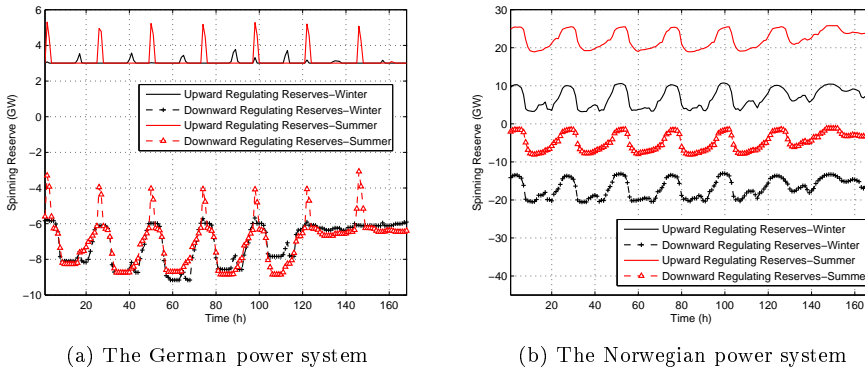 6
4
2
0
−2
−4
−6
−8
−10
Spinning Reserve (GW)
Upward Regulating Reserves−Winter
Downward Regulating Reserves−Winter
Upward Regulating Reserves−Summer
Downward Regulating Reserves−Summer
20 40 60 80 100 120 140 160
Time (h)
(a) The German power system
30
20
10
0
−10
−20
−30
−40
Spinning Reserve (GW)
Upward Regulating Reserves−Winter
Downward Regulating Reserves−Winter
Upward Regulating Reserves−Summer
Downward Regulating Reserves−Summer
20 40 60 80 100 120 140 160
Time (h)
(b) The Norwegian power system